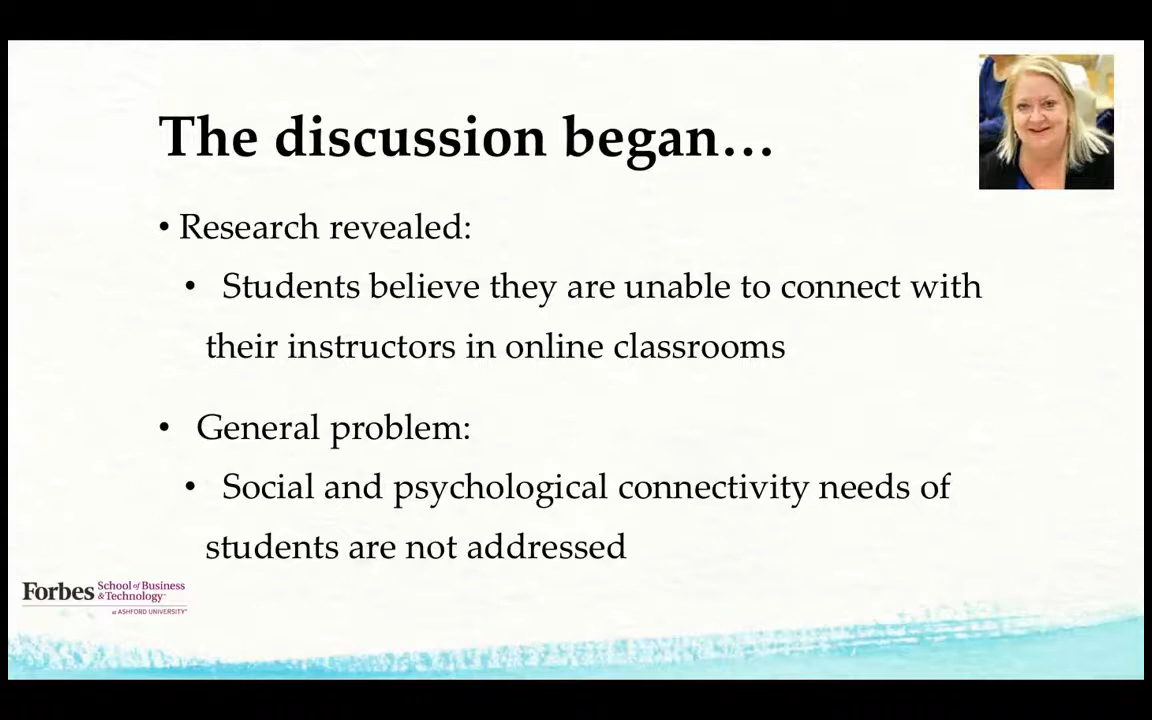 The discussion began…
• Research revealed:
• Students believe they are unable to connect with
their instructors in online classrooms
• General problem:
• Social and psychological connectivity needs of
students are not addressed
Forbes School of Business
& Technology™
at ASHFORD UNIVERSITY®